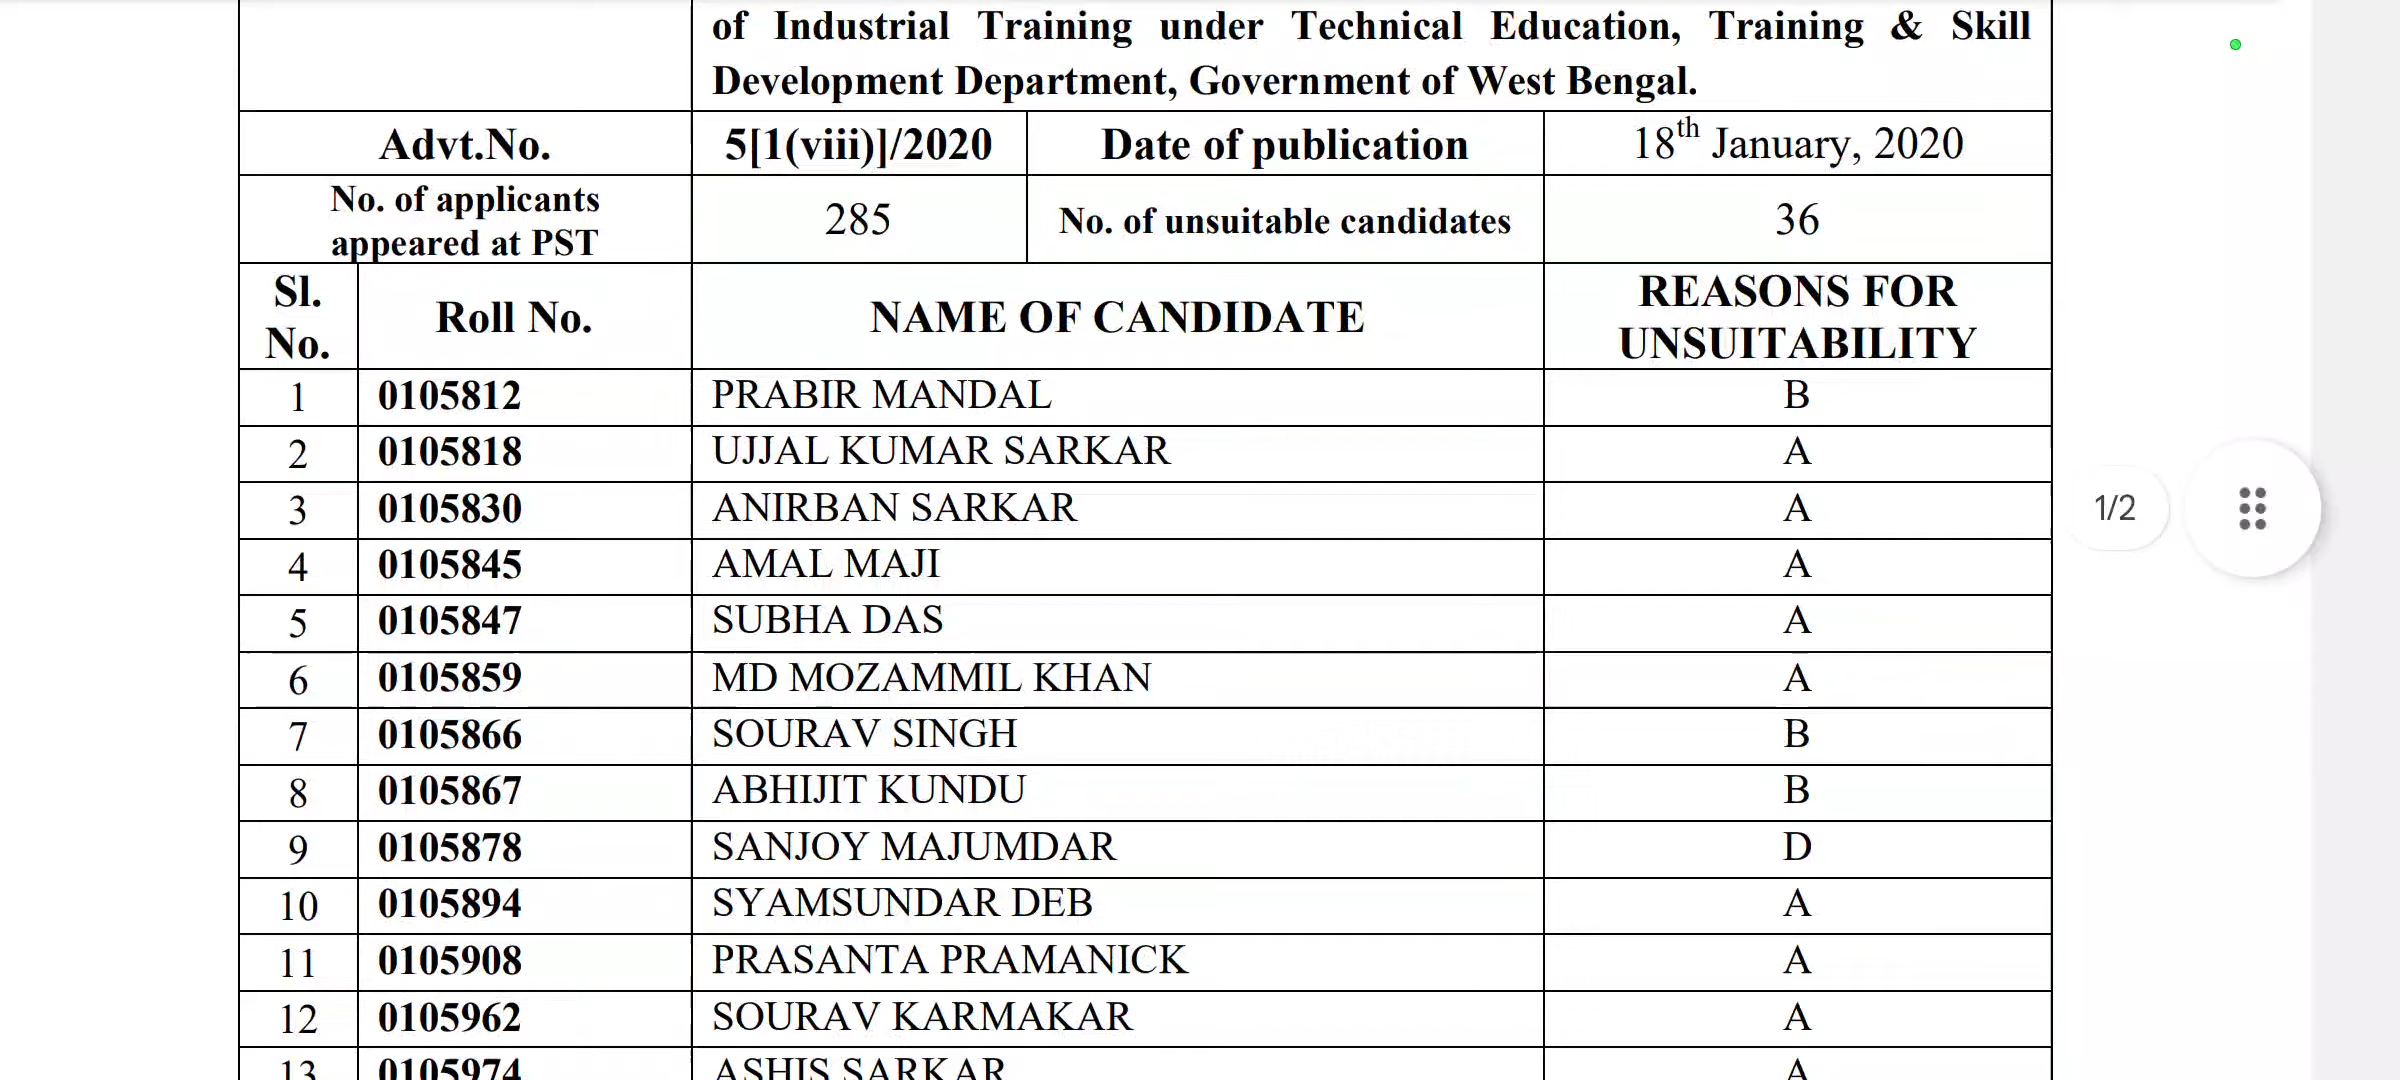 of Industrial Training under Technical Education, Training & Skill
Development Department, Government of West Bengal.
Advt.No. 5[1(viii)]/2020 Date of publication 18th January, 2020
No. of applicants
appeared at PST 285 No. of unsuitable candidates 36
Sl.
No. Roll No. NAME OF CANDIDATE REASONS FOR
UNSUITABILITY
1 0105812 PRABIR MANDAL B
2 0105818 UJJAL KUMAR SARKAR A
3 0105830 ANIRBAN SARKAR A
4 0105845 AMAL MAJI A
5 0105847 SUBHA DAS A
6 0105859 MD MOZAMMIL KHAN A
7 0105866 SOURAV SINGH B
8 0105867 ABHIJIT KUNDU B
9 0105878 SANJOY MAJUMDAR D
10 0105894 SYAMSUNDAR DEB A
11 0105908 PRASANTA PRAMANICK A
12 0105962 SOURAV KARMAKAR A
13 0105974 ASHIS SARKAR A
1/2